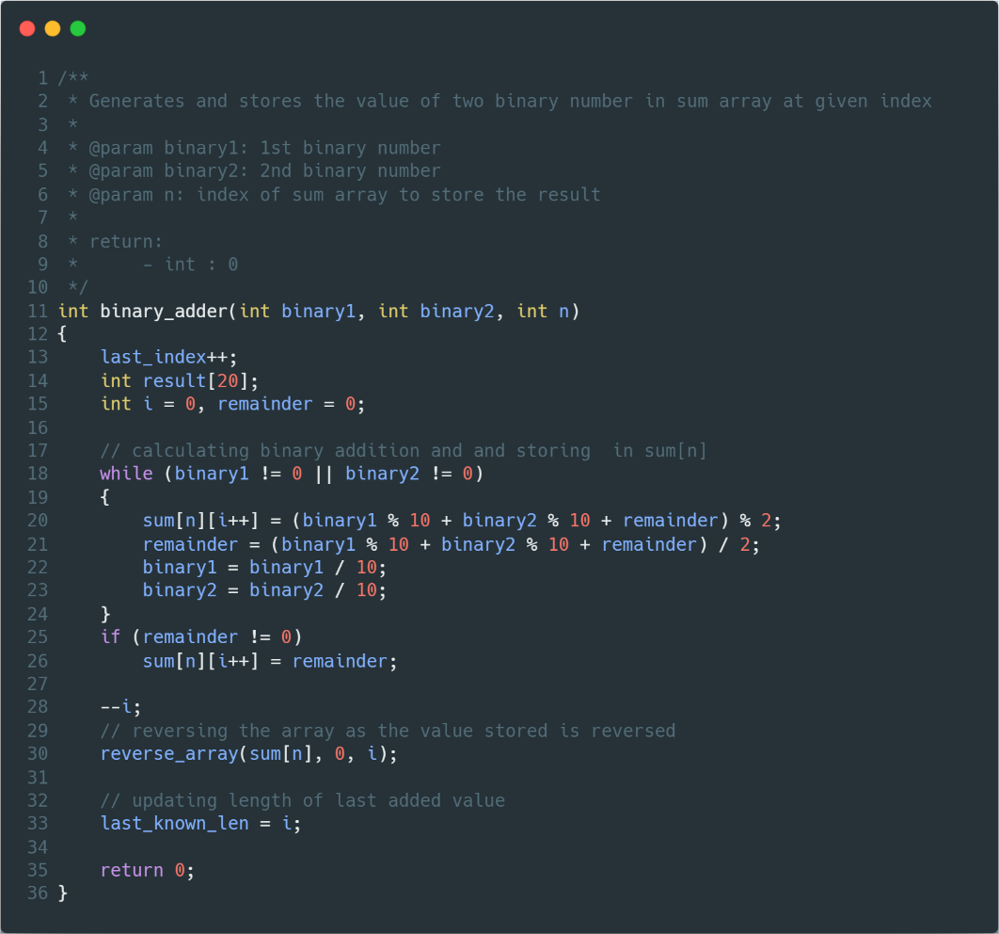 1 /**
2  * Generates and stores the value of two binary number in sum array at given index
3  *
4  * @param binary1: 1st binary number
5  * @param binary2: 2nd binary number
6  * @param n: index of sum array to store the result
7  *
8  * return:
9  *      - int : 0
10  */
11 int binary_adder(int binary1, int binary2, int n)
12 {
13     last_index++;
14     int result[20];
15     int i = 0, remainder = 0;
16
17     // calculating binary addition and and storing  in sum[n]
18     while (binary1 != 0 || binary2 != 0)
19     {
20         sum[n][i++] = (binary1 % 10 + binary2 % 10 + remainder) % 2;
21         remainder = (binary1 % 10 + binary2 % 10 + remainder) / 2;
22         binary1 = binary1 / 10;
23         binary2 = binary2 / 10;
24     }
25     if (remainder != 0)
26         sum[n][i++] = remainder;
27
28     --i;
29     // reversing the array as the value stored is reversed
30     reverse_array(sum[n], 0, i);
31
32     // updating length of last added value
33     last_known_len = i;
34
35     return 0;
36 }